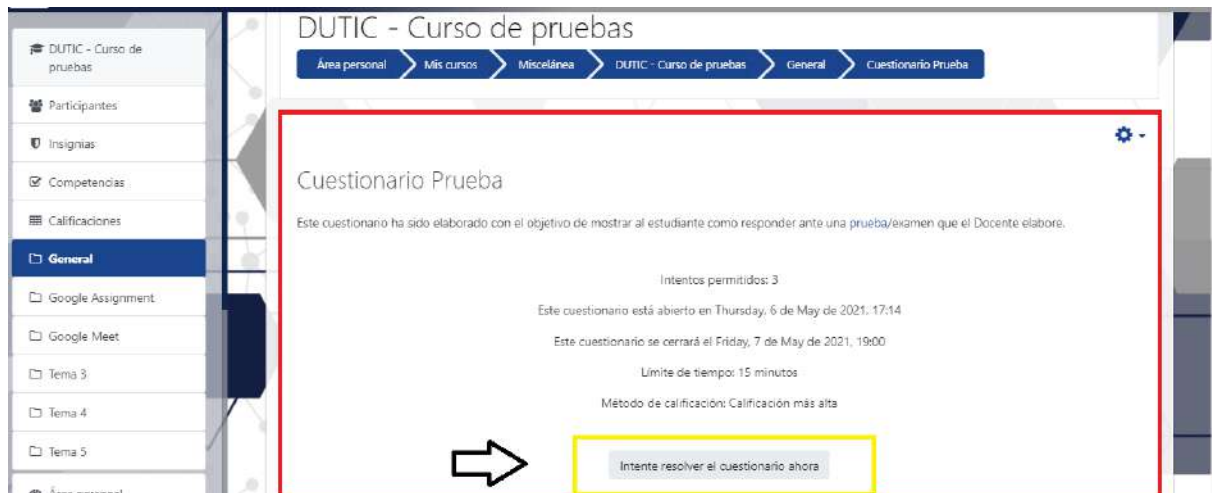 DUTIC - Curso de pruebas
Área personal
Mis cursos
Miscelánea
DUTIC - Curso de pruebas
General
Cuestionario Prueba
DUTIC - Curso de
pruebas
Participantes
Insignias
Competencias
Calificaciones
General
Google Assignment
Google Meet
Tema 3
Tema 4
Tema 5
Área personal
Cuestionario Prueba
Este cuestionario ha sido elaborado con el objetivo de mostrar al estudiante como responder ante una prueba/examen que el Docente elabore.
Intentos permitidos: 3
Este cuestionario está abierto en Thursday, 6 de May de 2021, 17:14
Este cuestionario se cerrará el Friday, 7 de May de 2021, 19:00
Límite de tiempo: 15 minutos
Método de calificación: Calificación más alta
Intente resolver el cuestionario ahora